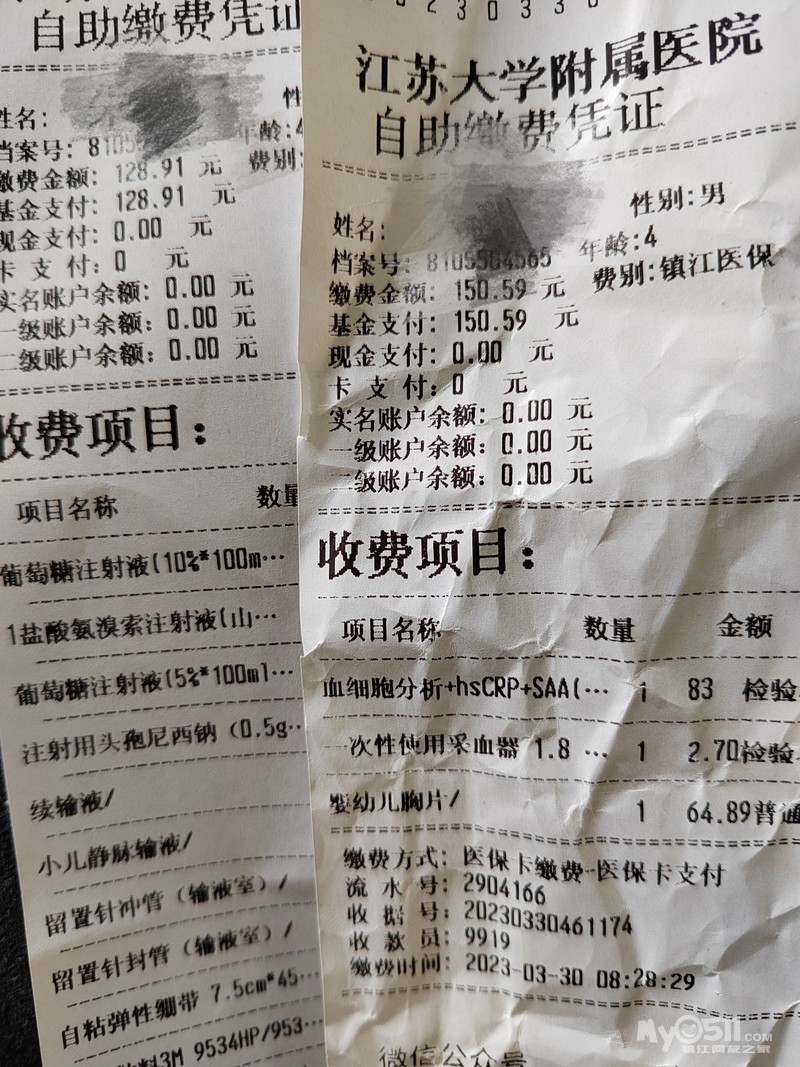 自助缴费凭证
姓名:
档案号: 8105
年龄:4
缴费金额: 128.91 元
费别:
基金支付: 128.91 元
现金支付: 0.00 元
卡 支 付: 0 元
实名账户余额: 0.00 元
一级账户余额: 0.00 元
二级账户余额: 0.00 元
收费项目:
项目名称 数量
葡萄糖注射液(10%*100m…
1盐酸氨溴索注射液(山…
葡萄糖注射液(5%*100ml…
注射用头孢尼西钠 (0.5g…
续输液/
小儿静脉输液/
留置针冲管 (输液室) /
留置针封管 (输液室) /
自粘弹性绷带 7.5cm*45…
3M 9534HP/953…
江苏大学附属医院
自助缴费凭证
姓名: 性别:男
档案号: 8105504565 年龄:4
缴费金额: 150.59 元 费别:镇江医保
基金支付: 150.59 元
现金支付: 0.00 元
卡 支 付: 0 元
实名账户余额: 0.00 元
一级账户余额: 0.00 元
二级账户余额: 0.00 元
收费项目:
项目名称 数量 金额
血细胞分析+hsCRP+SAA(… 1 83 检验
一次性使用采血器 1.8 … 1 2.70检验
婴幼儿胸片/ 1 64.89普通
缴费方式: 医保卡缴费-医保卡支付
流 水 号: 2904166
收 据 号: 20230330461174
收 款 员: 9919
缴费时间: 2023-03-30 08:28:29
微信公众号
My0511.COM
镇江网友之家